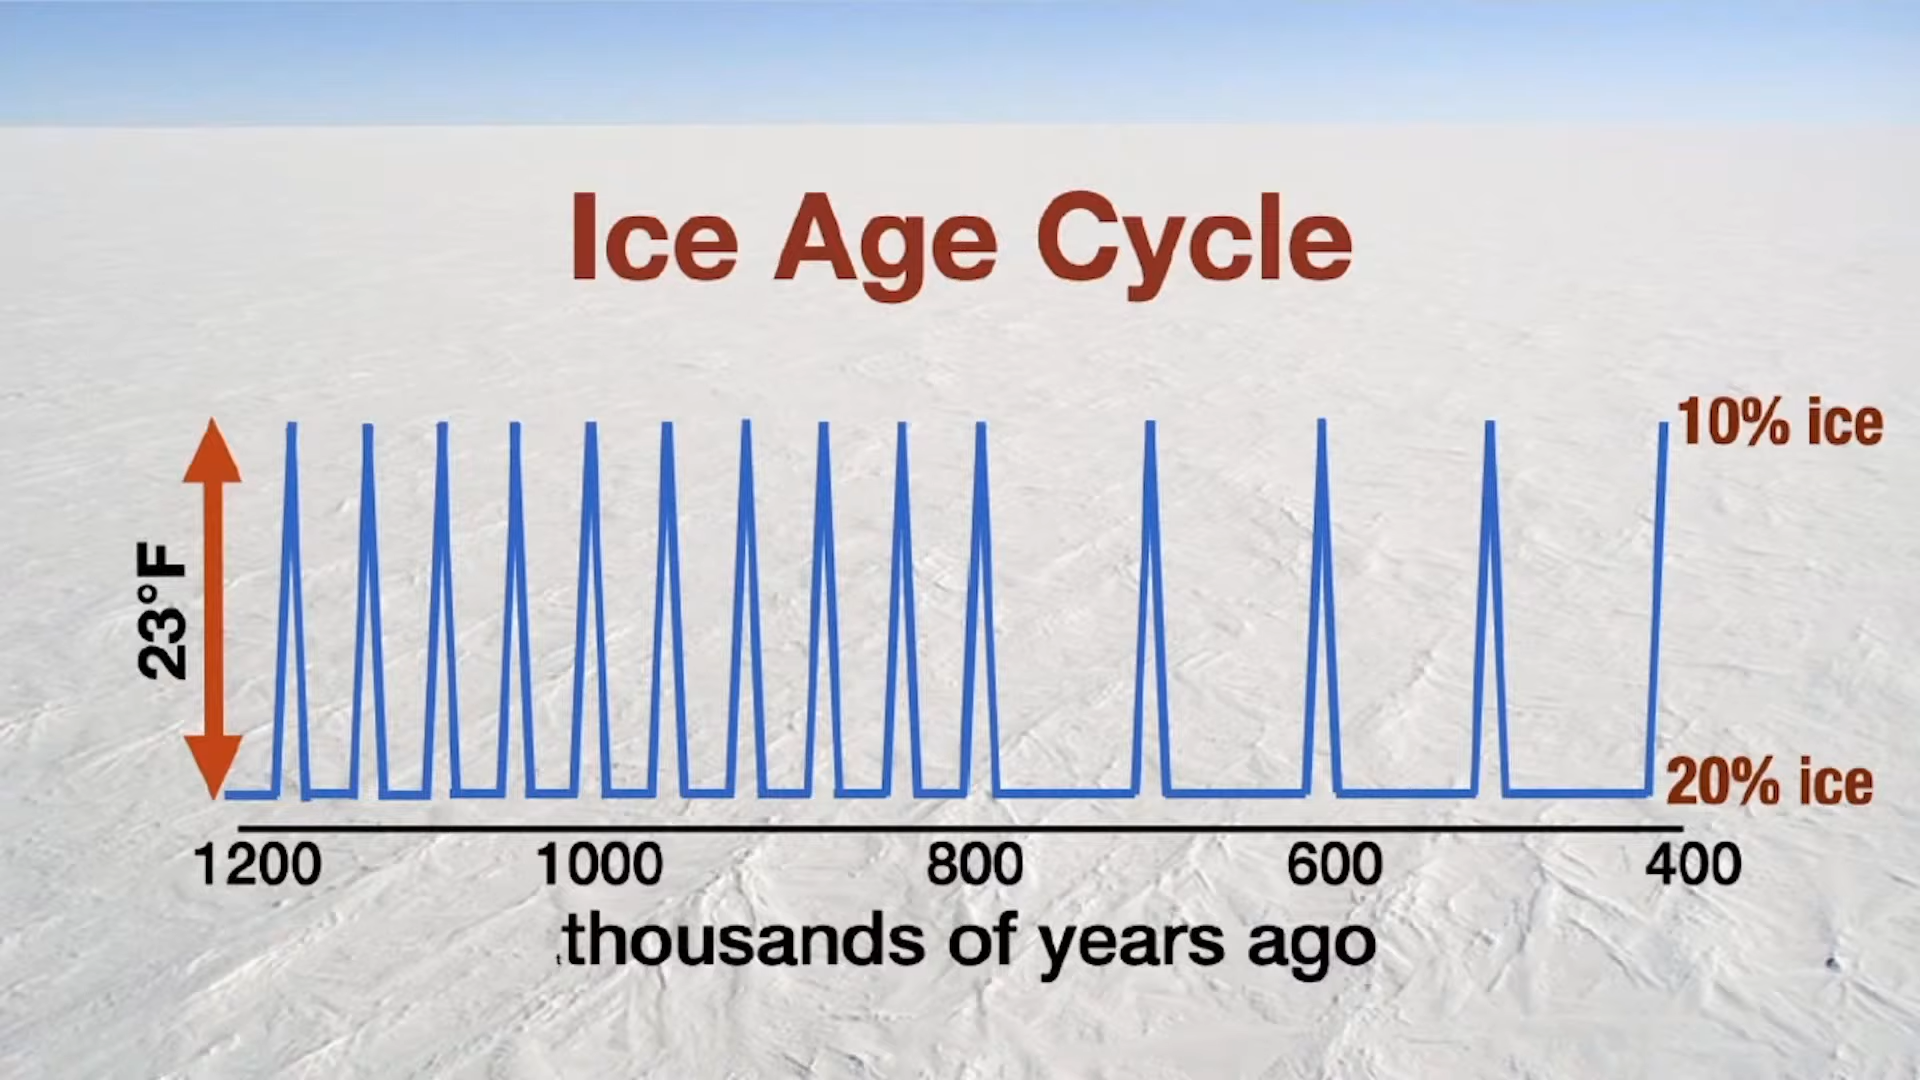 Ice Age Cycle
10% ice
23°F
20% ice
1200 1000 800 600 400
thousands of years ago